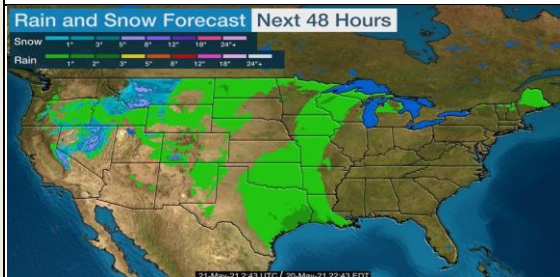 Rain and Snow Forecast Next 48 Hours
Snow
1" 3" 5" 8" 12" 18" 24"+
Rain
1" 2" 3" 5" 8" 12" 18" 24"+
21-May-21 2:43 UTC / 20-May-21 22:43 EDT